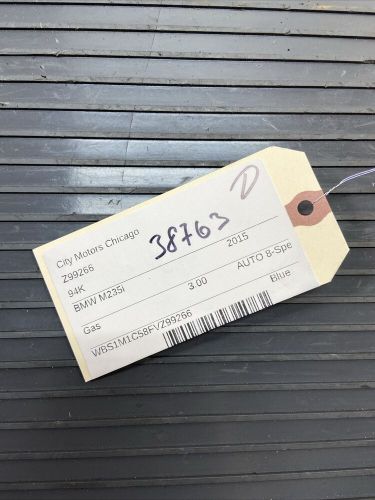 D
City Motors Chicago
38763
Z99266
94K 2015
BMW M235i 3.00 AUTO 8-Spe
Gas Blue
WBS1M1C58FVZ99266